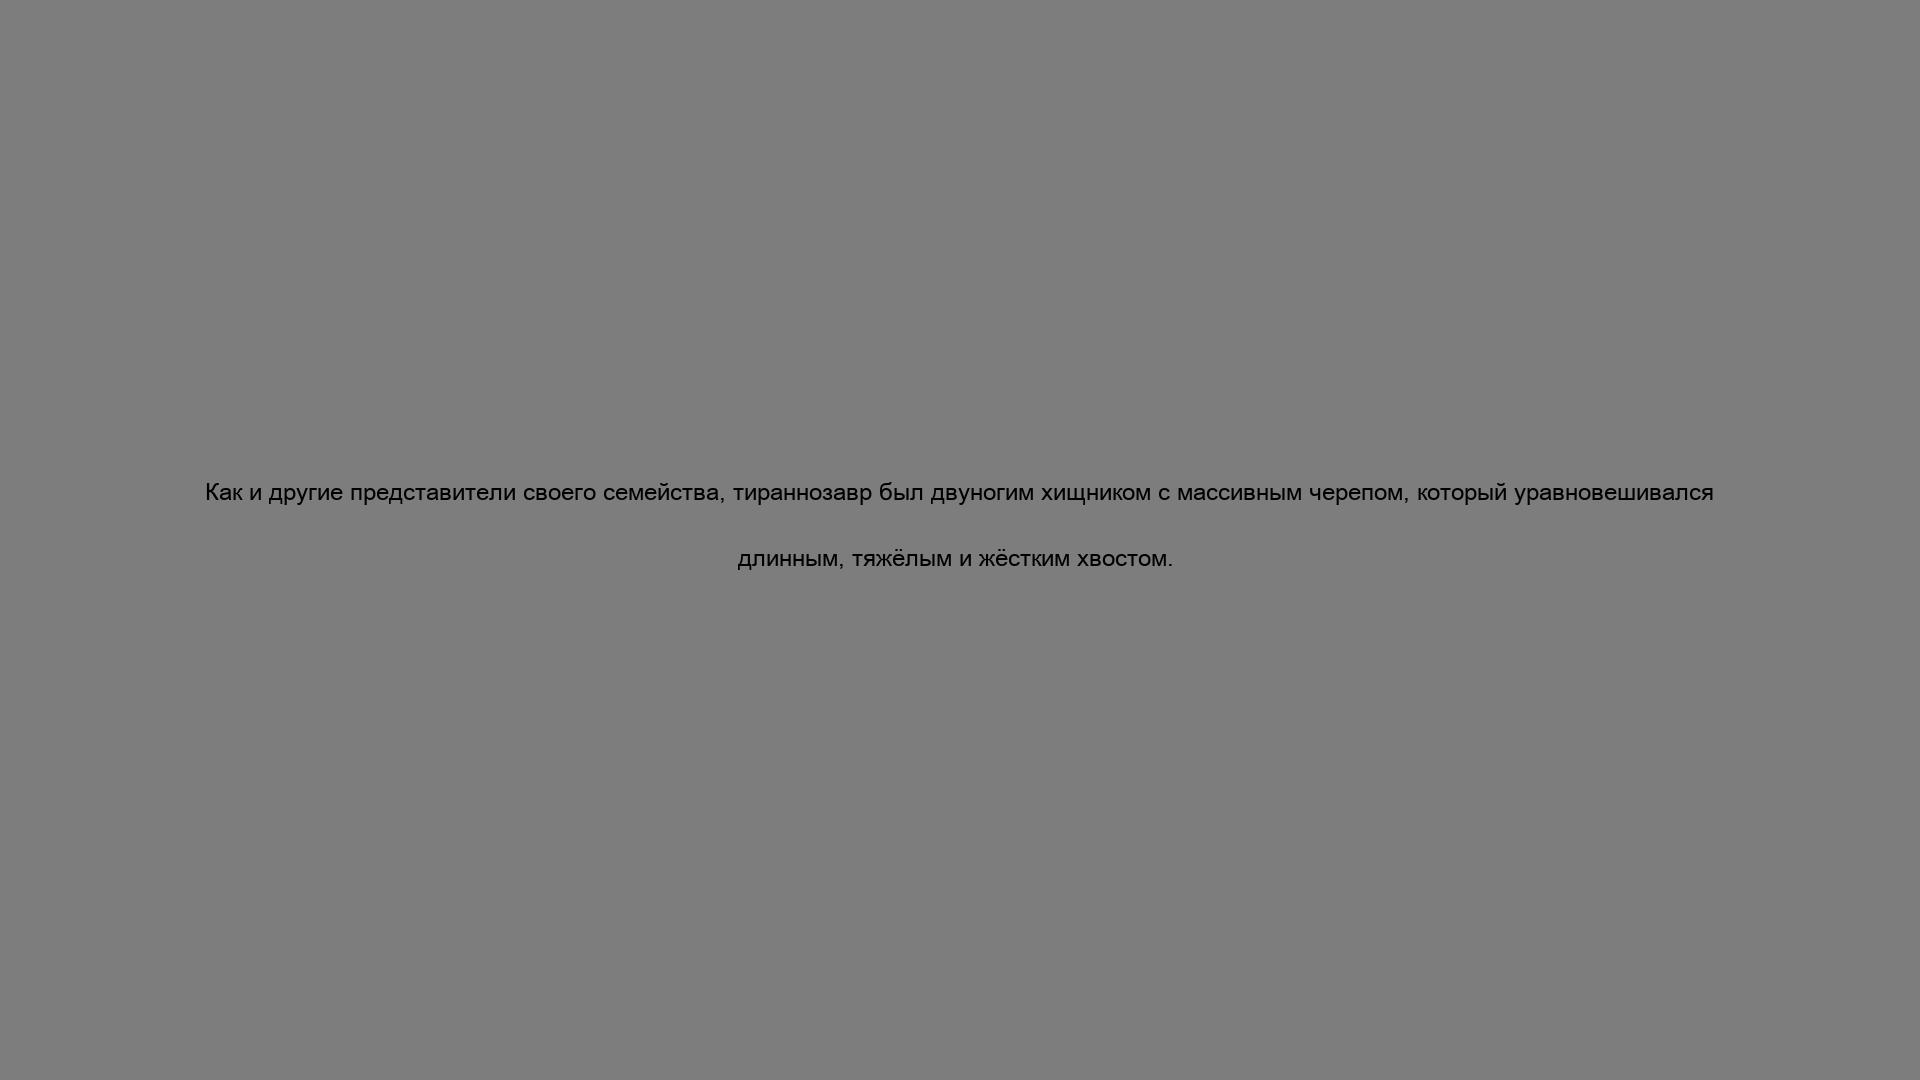 Как и другие представители своего семейства, тираннозавр был двуногим хищником с массивным черепом, который уравновешивался
длинным, тяжёлым и жёстким хвостом.